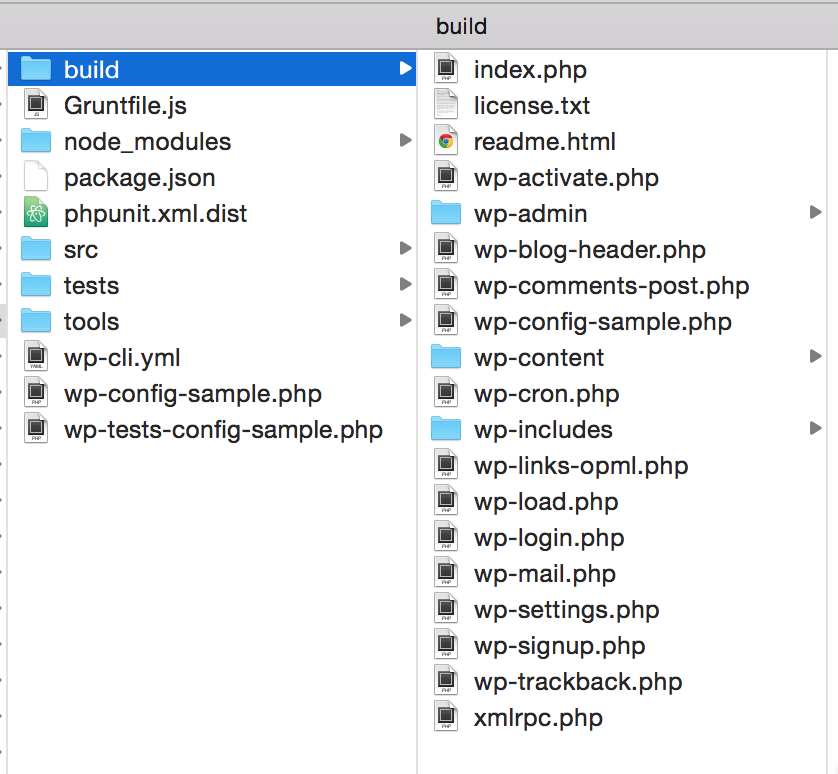 build
build
Gruntfile.js
node_modules
package.json
phpunit.xml.dist
src
tests
tools
wp-cli.yml
wp-config-sample.php
wp-tests-config-sample.php
index.php
license.txt
readme.html
wp-activate.php
wp-admin
wp-blog-header.php
wp-comments-post.php
wp-config-sample.php
wp-content
wp-cron.php
wp-includes
wp-links-opml.php
wp-load.php
wp-login.php
wp-mail.php
wp-settings.php
wp-signup.php
wp-trackback.php
xmlrpc.php